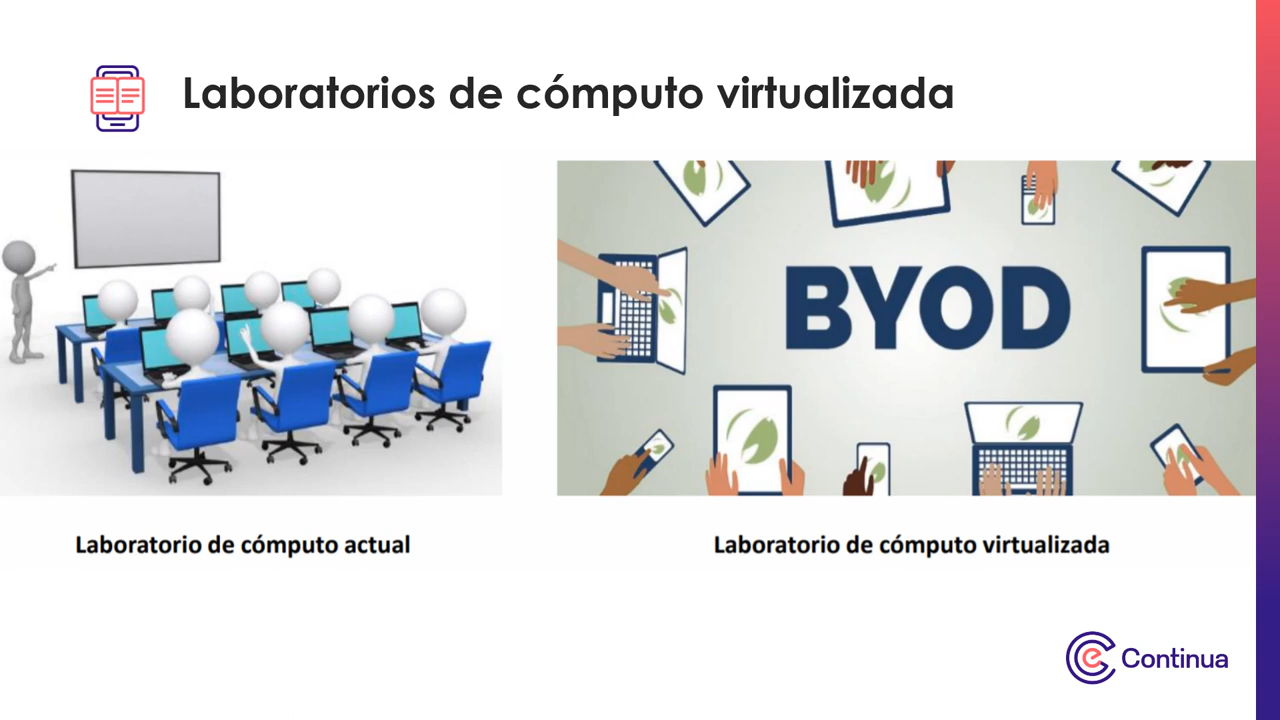 Laboratorios de cómputo virtualizada
BYOD
Laboratorio de cómputo actual
Laboratorio de cómputo virtualizada
e Continua